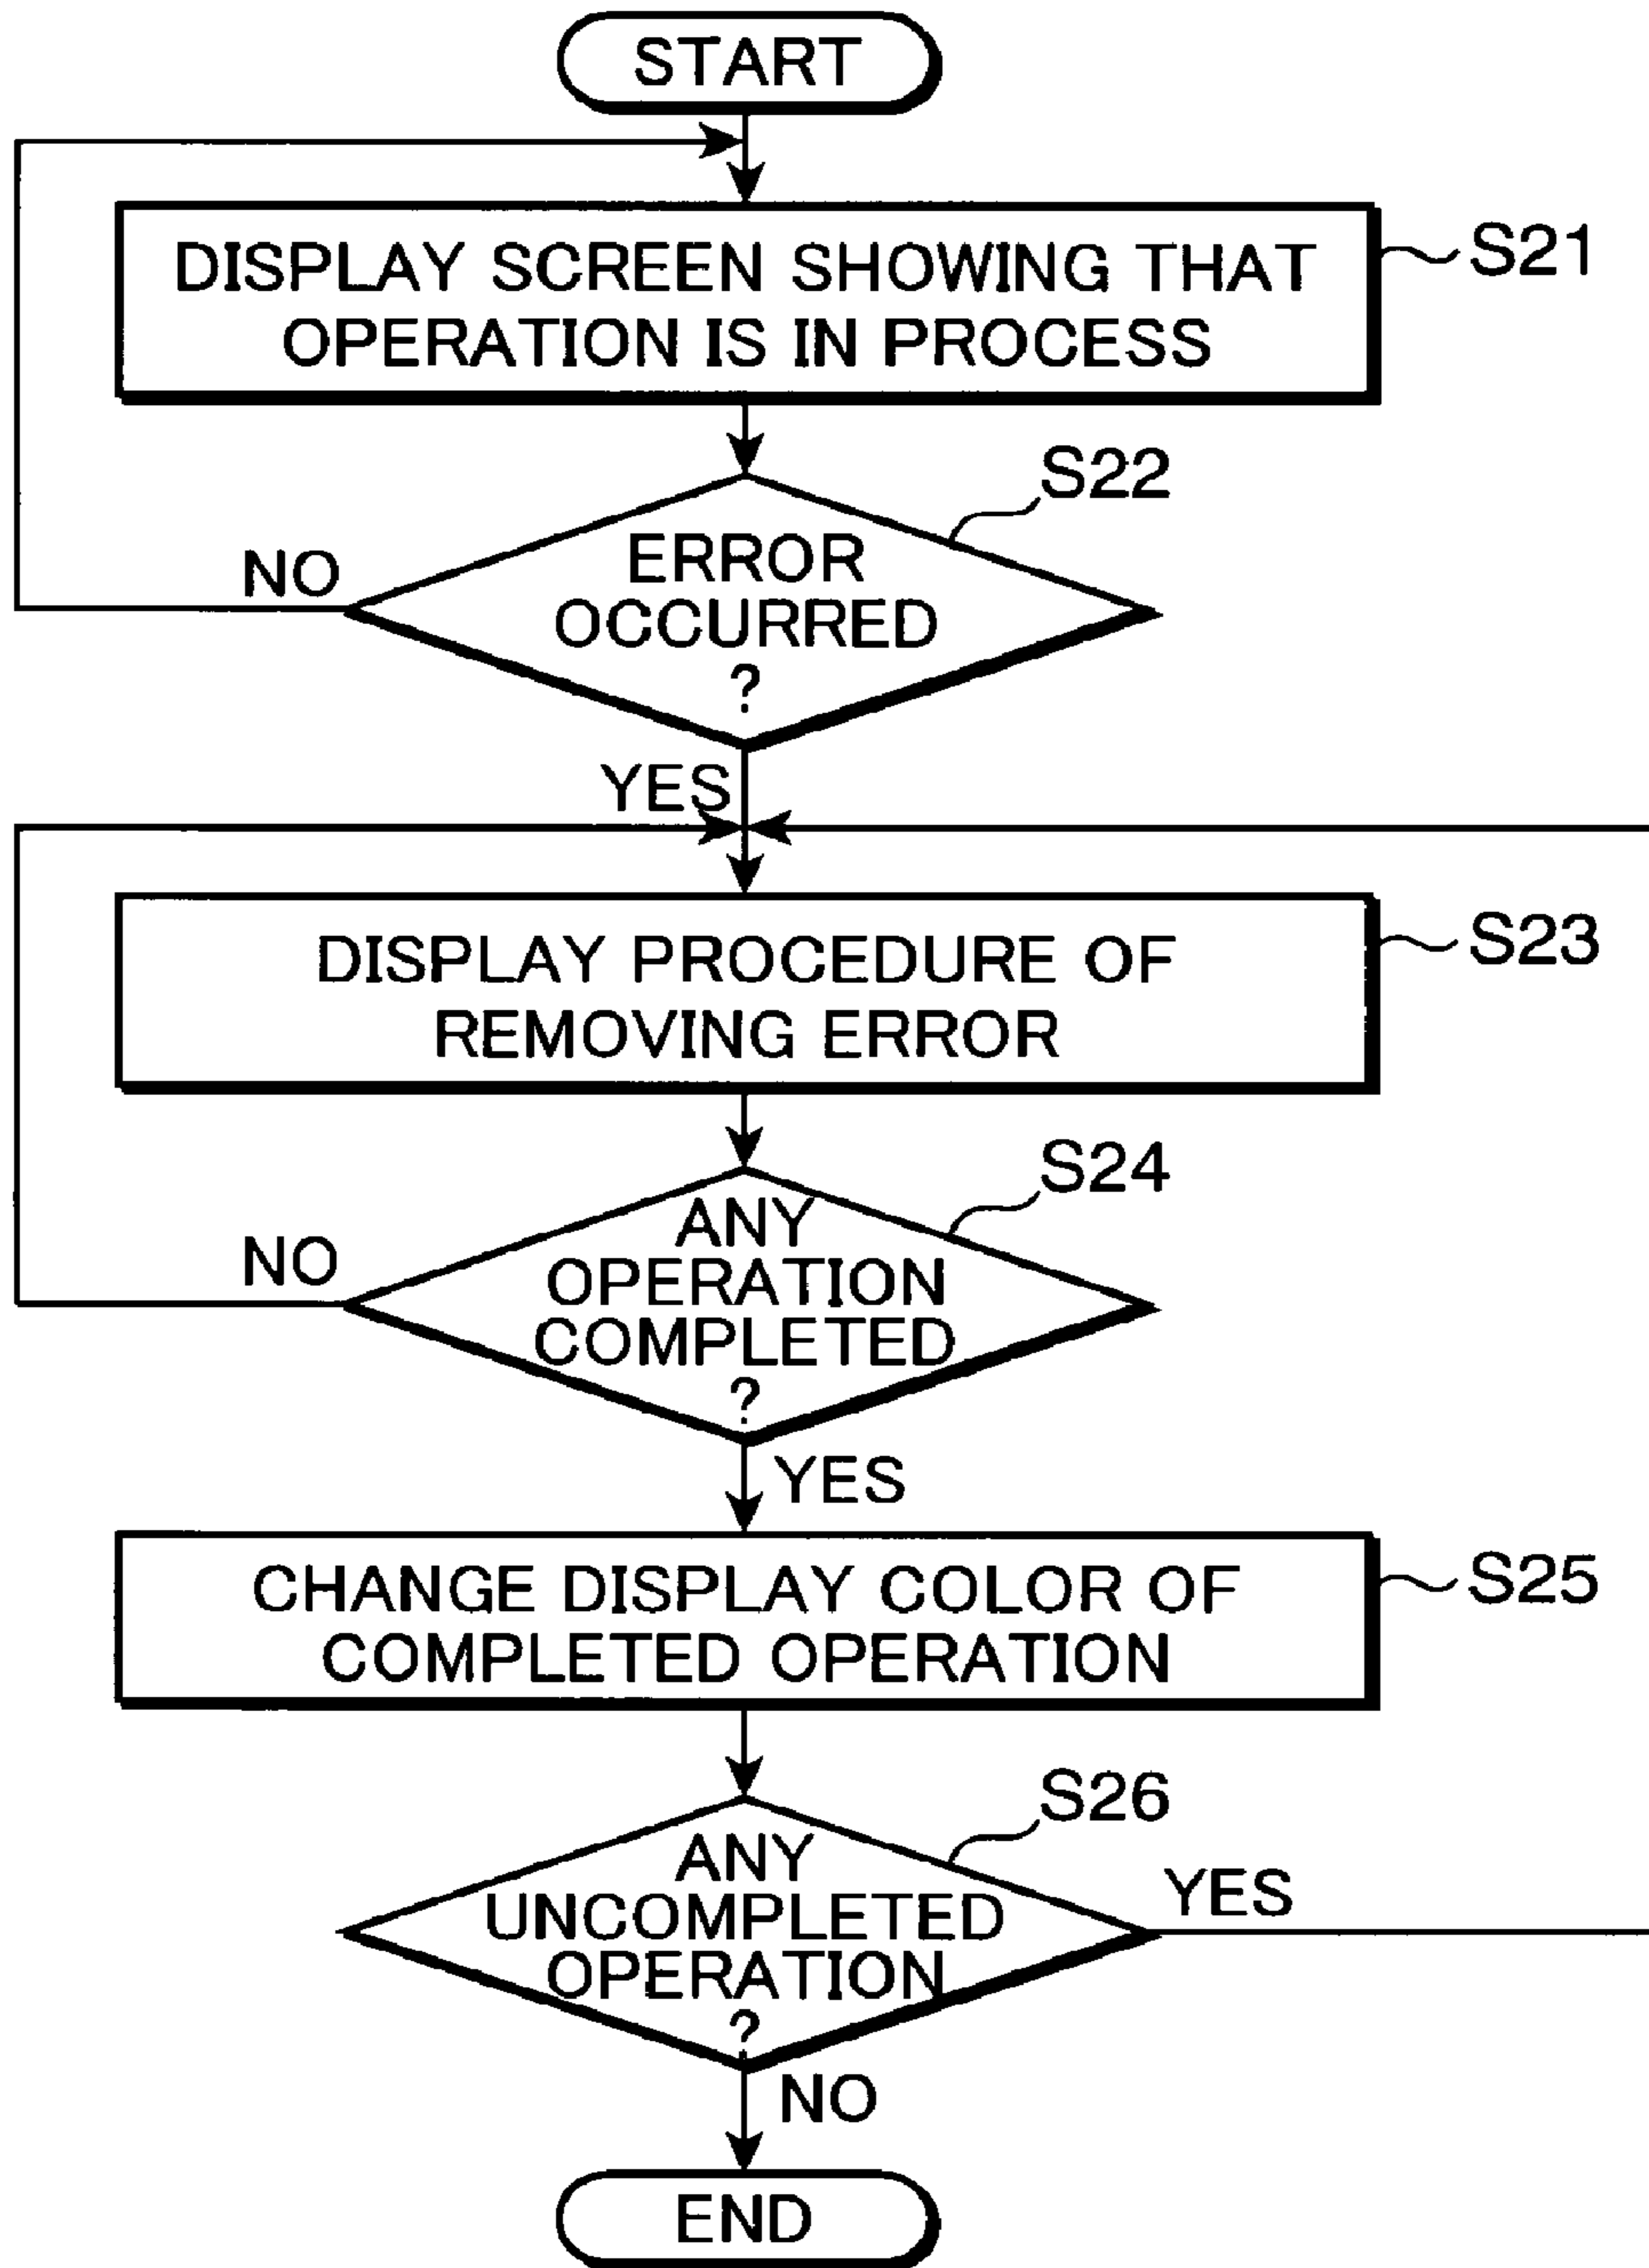 START
DISPLAY SCREEN SHOWING THAT
OPERATION IS IN PROCESS
S21
S22
ERROR
OCCURRED
?
NO
YES
DISPLAY PROCEDURE OF
REMOVING ERROR
S23
S24
ANY
OPERATION
COMPLETED
?
NO
YES
CHANGE DISPLAY COLOR OF
COMPLETED OPERATION
S25
S26
ANY
UNCOMPLETED
OPERATION
?
YES
NO
END